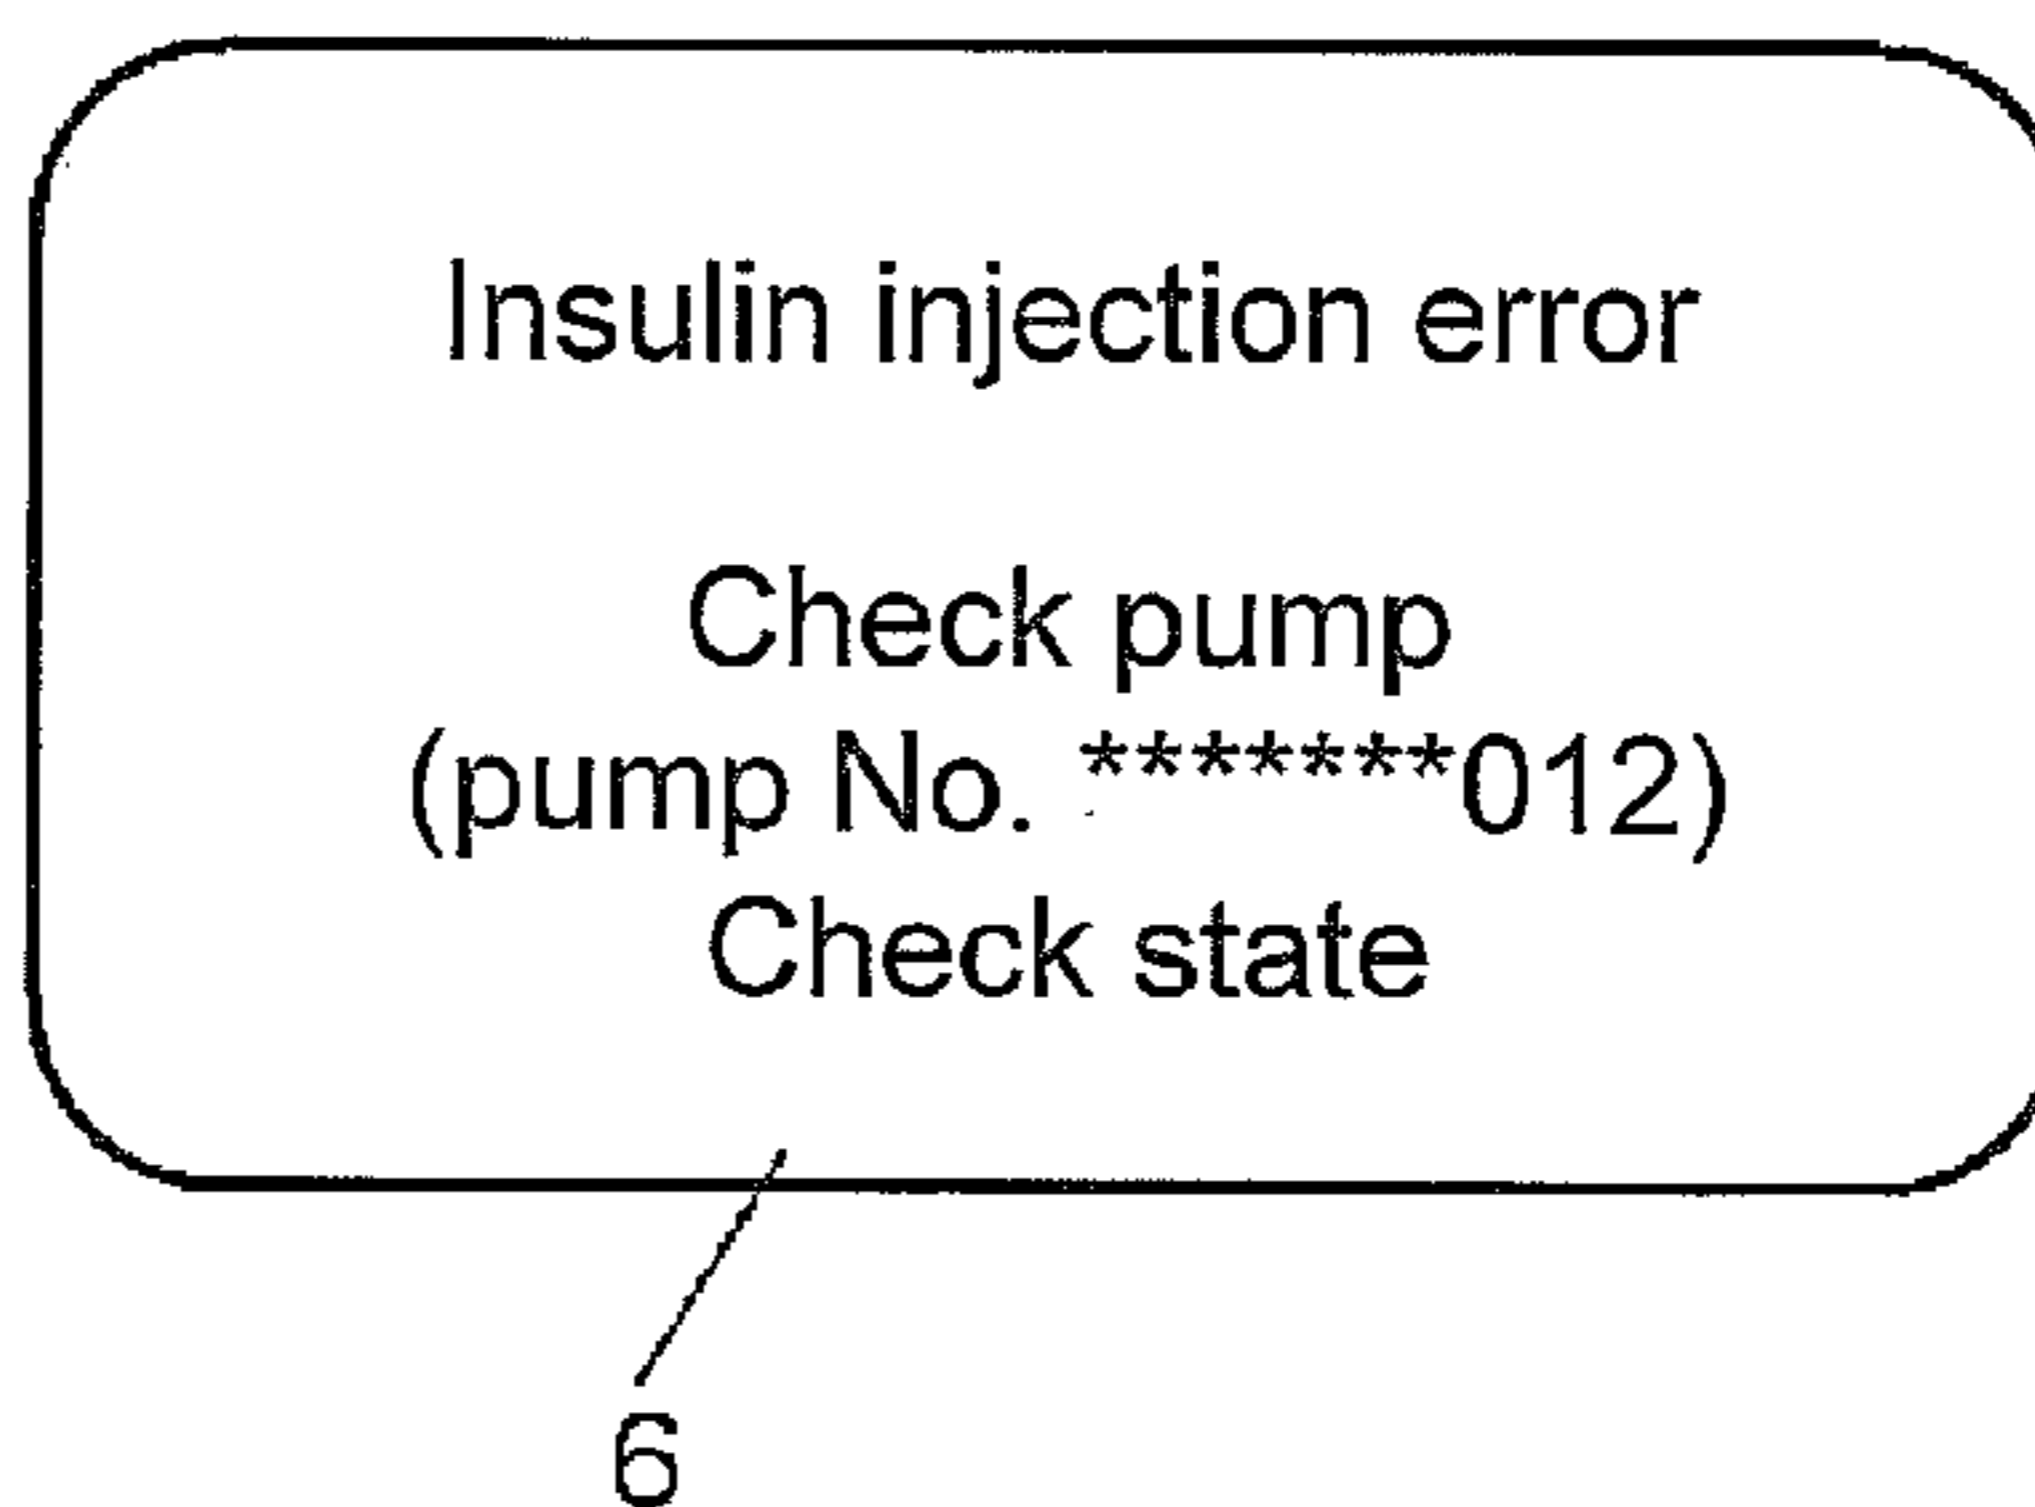 Insulin injection error
Check pump
(pump No. *******012)
Check state
6